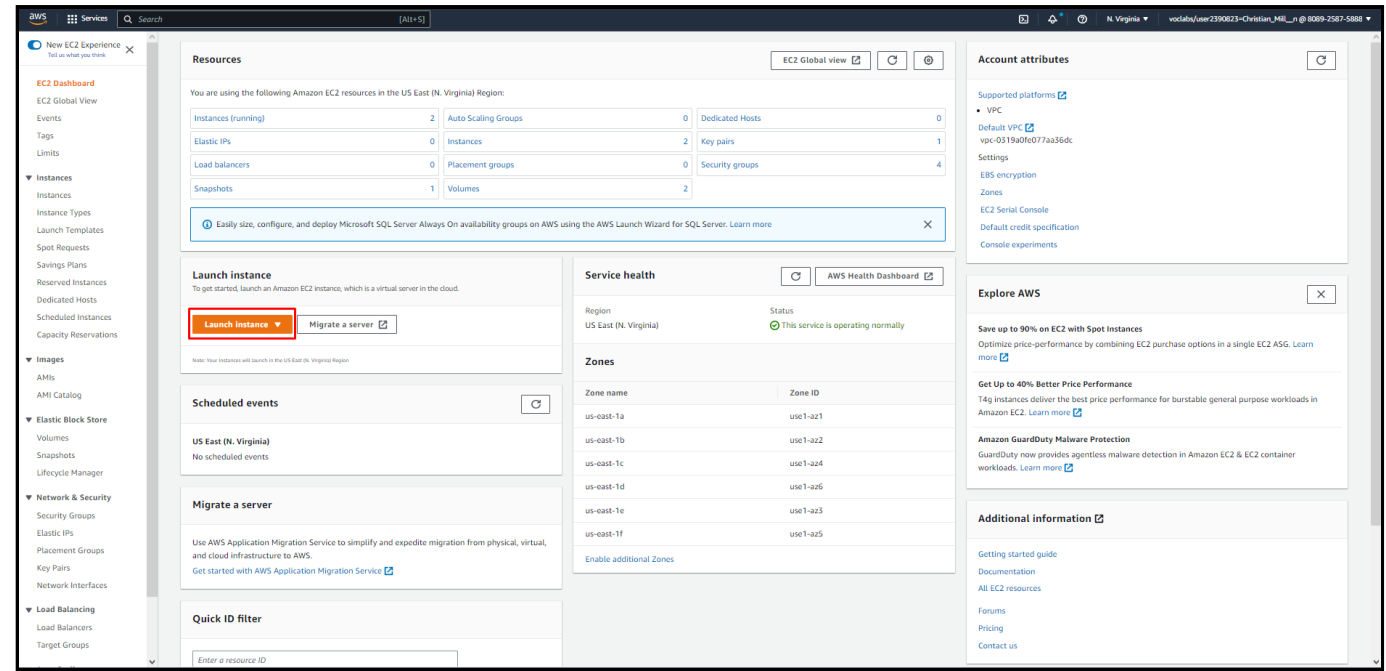 aws Services Search [Alt+S] N. Virginia voclabs/user2390823=Christian_Mill__n @ 8089-2587-5888
New EC2 Experience
Tell us what you think
EC2 Dashboard
EC2 Global View
Events
Tags
Limits
Instances
Instances
Instance Types
Launch Templates
Spot Requests
Savings Plans
Reserved Instances
Dedicated Hosts
Scheduled Instances
Capacity Reservations
Images
AMIs
AMI Catalog
Elastic Block Store
Volumes
Snapshots
Lifecycle Manager
Network & Security
Security Groups
Elastic IPs
Placement Groups
Key Pairs
Network Interfaces
Load Balancing
Load Balancers
Target Groups
Resources
EC2 Global view
You are using the following Amazon EC2 resources in the US East (N. Virginia) Region:
Instances (running) 2 Auto Scaling Groups 0 Dedicated Hosts 0
Elastic IPs 0 Instances 2 Key pairs 1
Load balancers 0 Placement groups 0 Security groups 4
Snapshots 1 Volumes 2
Easily size, configure, and deploy Microsoft SQL Server Always On availability groups on AWS using the AWS Launch Wizard for SQL Server. Learn more
Launch instance
To get started, launch an Amazon EC2 instance, which is a virtual server in the cloud.
Launch instance Migrate a server
Note: Your instances will launch in the US East (N. Virginia) Region
Scheduled events
US East (N. Virginia)
No scheduled events
Migrate a server
Use AWS Application Migration Service to simplify and expedite migration from physical, virtual,
and cloud infrastructure to AWS.
Get started with AWS Application Migration Service
Quick ID filter
Enter a resource ID
Service health
AWS Health Dashboard
Region Status
US East (N. Virginia) This service is operating normally
Zones
Zone name Zone ID
us-east-1a use1-az1
us-east-1b use1-az2
us-east-1c use1-az4
us-east-1d use1-az6
us-east-1e use1-az3
us-east-1f use1-az5
Enable additional Zones
Account attributes
Supported platforms
• VPC
Default VPC
vpc-0319a0fe077aa36dc
Settings
EBS encryption
Zones
EC2 Serial Console
Default credit specification
Console experiments
Explore AWS
Save up to 90% on EC2 with Spot Instances
Optimize price-performance by combining EC2 purchase options in a single EC2 ASG. Learn
more
Get Up to 40% Better Price Performance
T4g instances deliver the best price performance for burstable general purpose workloads in
Amazon EC2. Learn more
Amazon GuardDuty Malware Protection
GuardDuty now provides agentless malware detection in Amazon EC2 & EC2 container
workloads. Learn more
Additional information
Getting started guide
Documentation
All EC2 resources
Forums
Pricing
Contact us